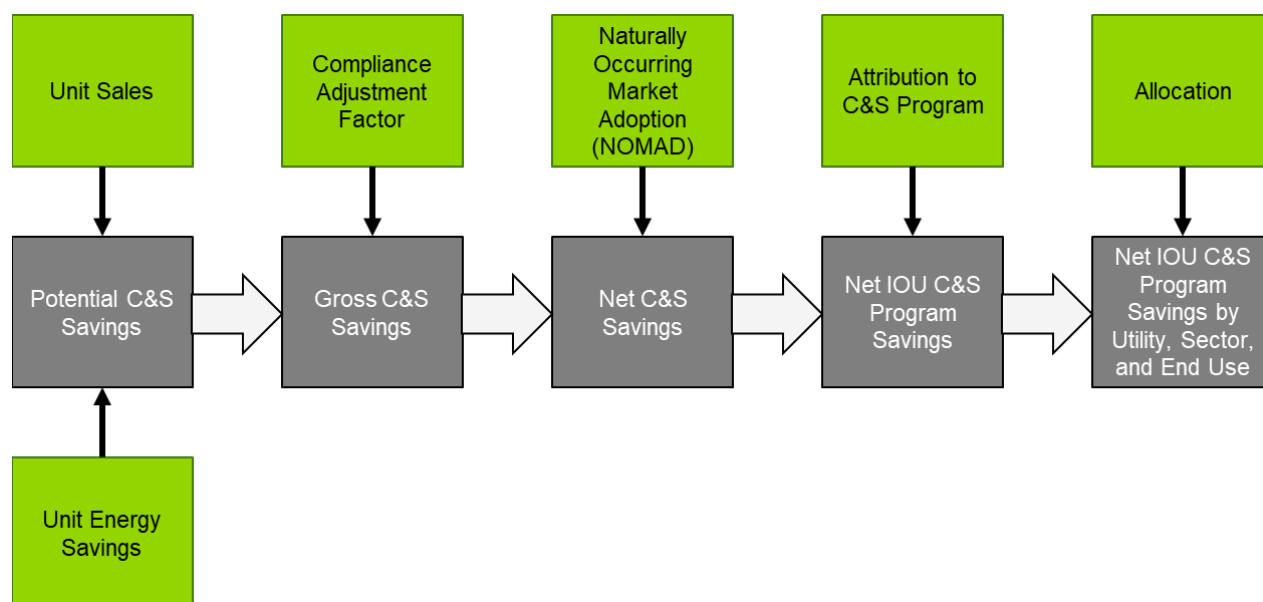 Unit Sales
Compliance
Adjustment
Factor
Naturally
Occurring
Market
Adoption
(NOMAD)
Attribution to
C&S Program
Allocation
Potential C&S
Savings
Gross C&S
Savings
Net C&S
Savings
Net IOU C&S
Program
Savings
Net IOU C&S
Program
Savings by
Utility, Sector,
and End Use
Unit Energy
Savings